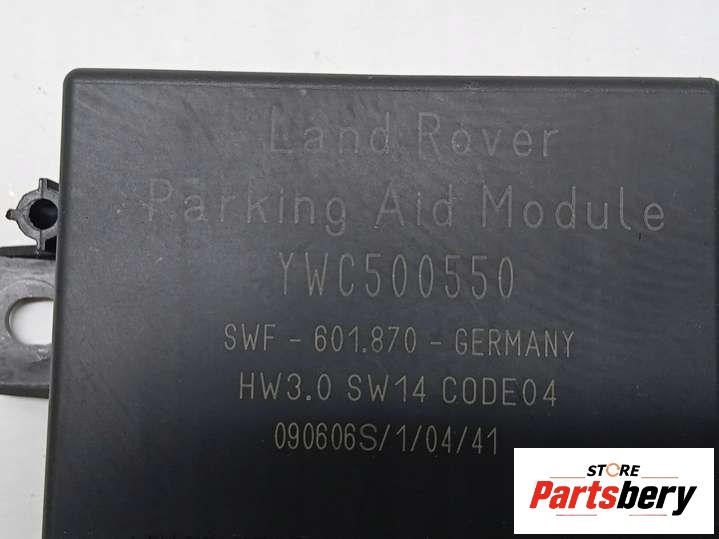 Land Rover
Parking Aid Module
YWC500550
SWF - 601.870 - GERMANY
HW3.0 SW14 CODE04
090606S/1/04/41
STORE
Partsbery